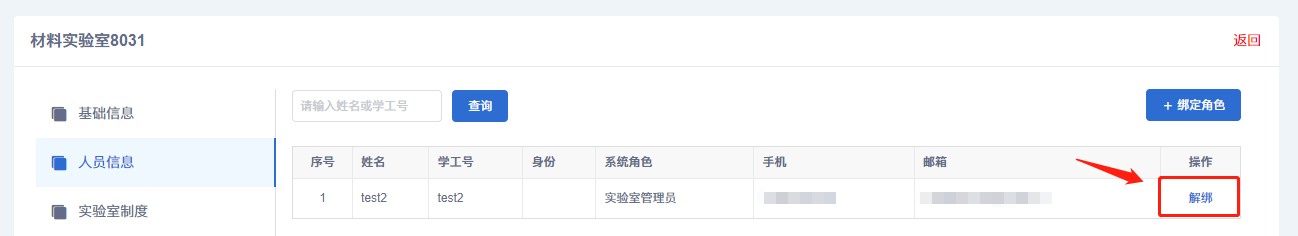 材料实验室8031
返回
基础信息
人员信息
实验室制度
请输入姓名或学工号
查询
+ 绑定角色
序号 姓名 学工号 身份 系统角色 手机 邮箱 操作
1 test2 test2 实验室管理员 解绑